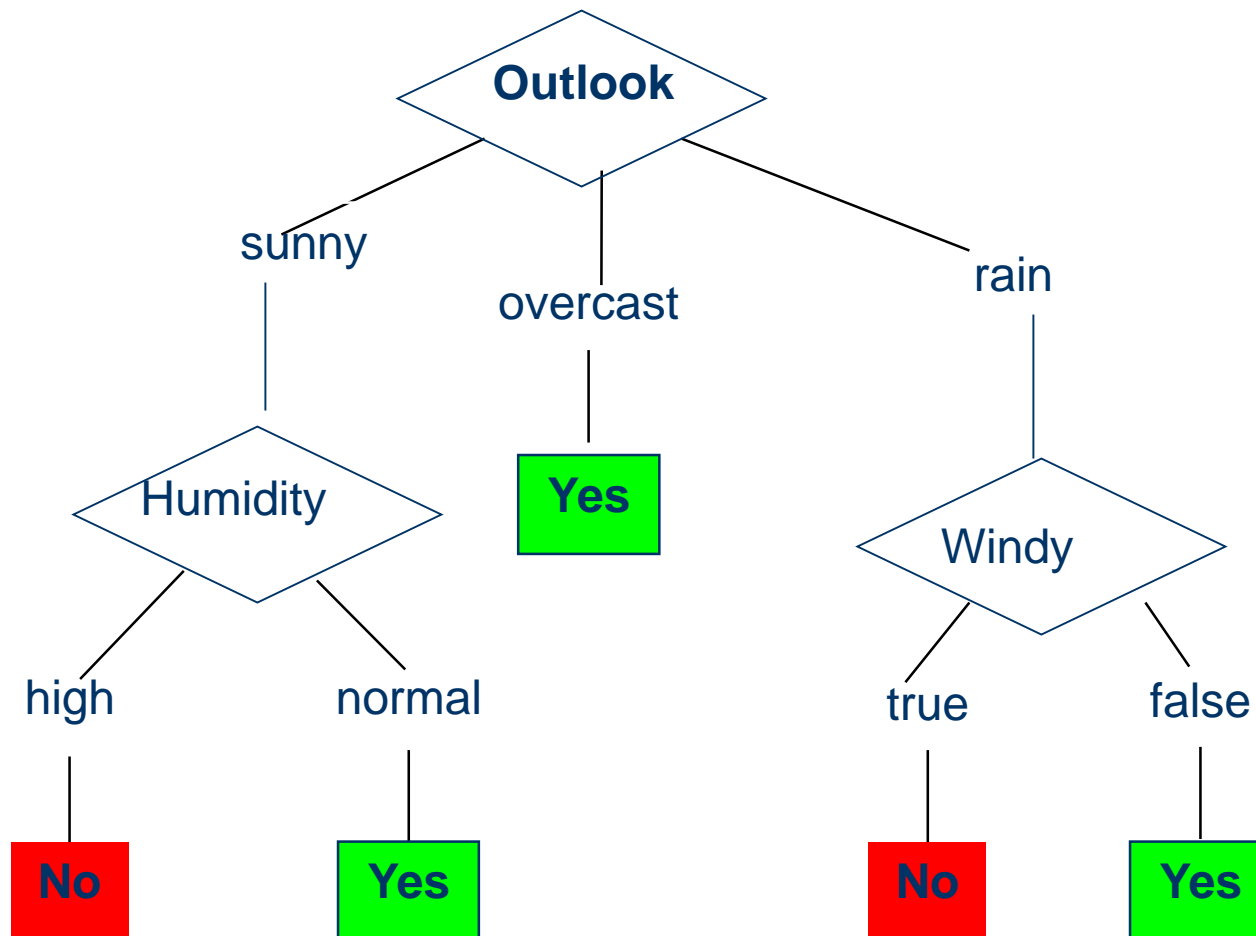 Outlook
sunny
overcast
rain
Humidity
Yes
Windy
high
normal
true
false
No
Yes
No
Yes